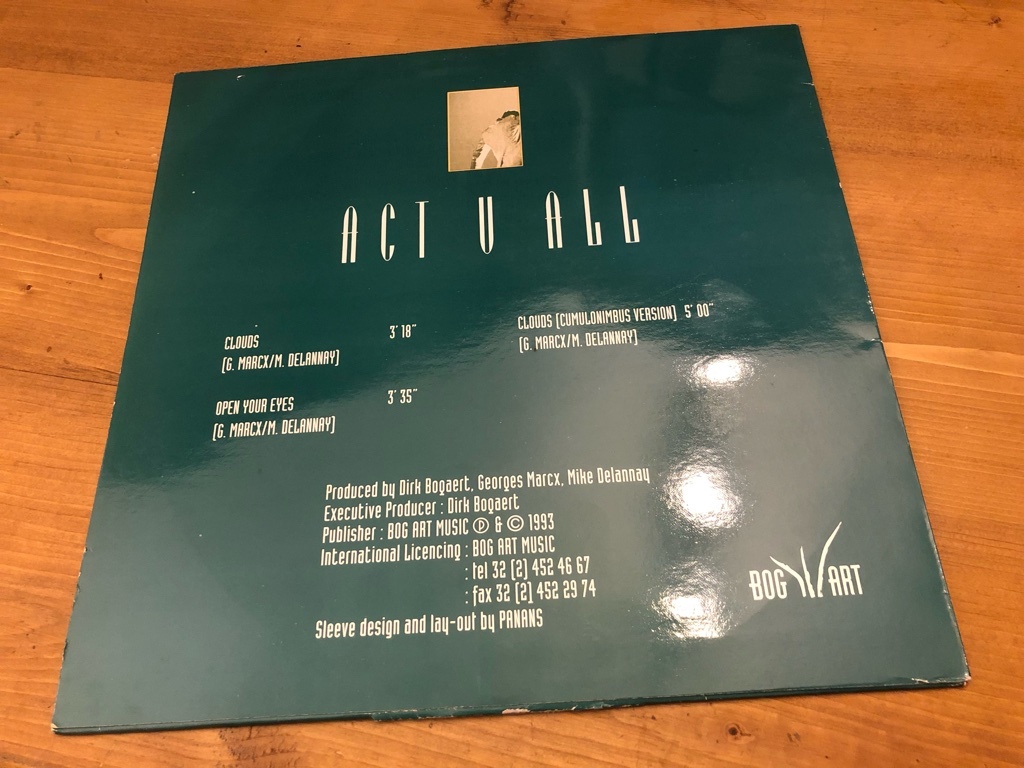 ACT U ALL
CLOUDS 3' 18"
[G. MARCX/M. DELANNAY]
OPEN YOUR EYES 3' 35"
[G. MARCX/M. DELANNAY]
CLOUDS [CUMULONIMBUS VERSION] 5' 00"
[G. MARCX/M. DELANNAY]
Produced by Dirk Bogaert, Georges Marcx, Mike Delannay
Executive Producer : Dirk Bogaert
Publisher : BOG ART MUSIC Ⓟ & © 1993
International Licencing : BOG ART MUSIC
: tel 32 [2] 452 46 67
: fax 32 [2] 452 29 74
Sleeve design and lay-out by PANANS
BOG ART